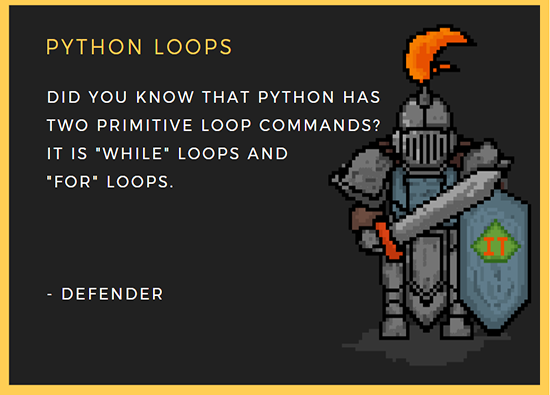 PYTHON LOOPS
DID YOU KNOW THAT PYTHON HAS
TWO PRIMITIVE LOOP COMMANDS?
IT IS "WHILE" LOOPS AND
"FOR" LOOPS.
- DEFENDER
IT